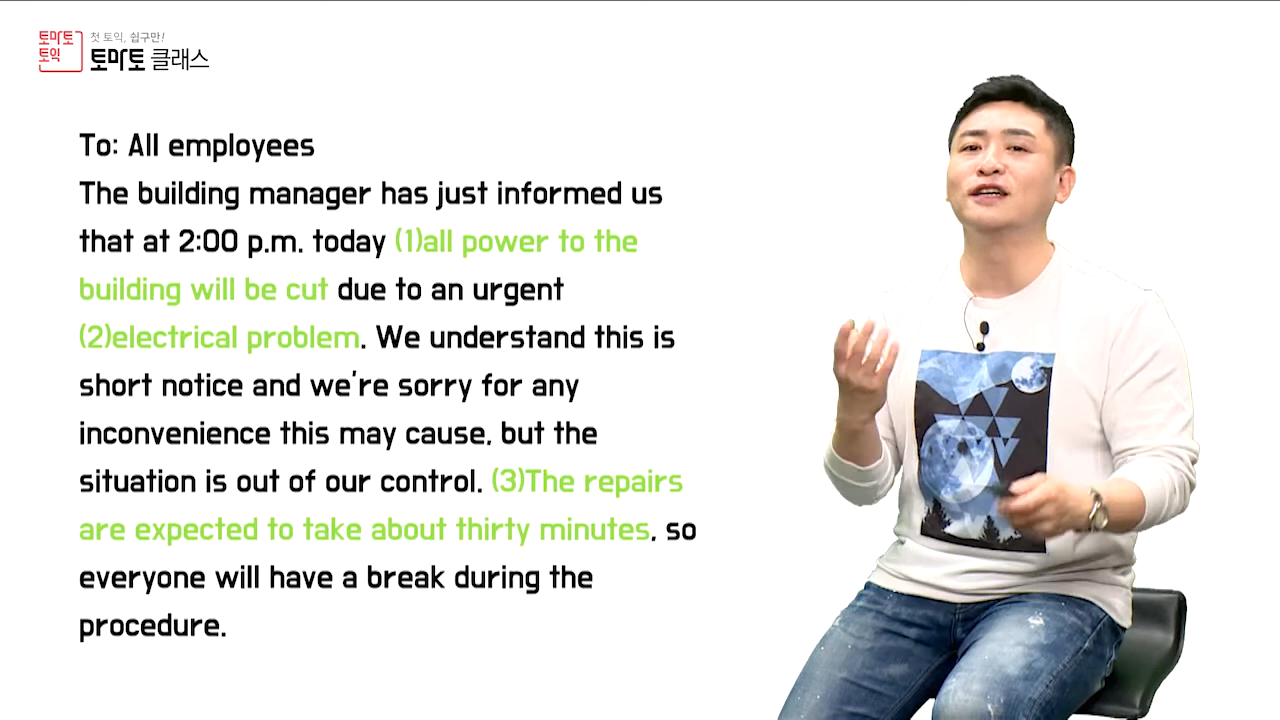 토마토
토익
첫 토익, 쉽구만!
토마토 클래스
To: All employees
The building manager has just informed us
that at 2:00 p.m. today (1)all power to the
building will be cut due to an urgent
(2)electrical problem. We understand this is
short notice and we're sorry for any
inconvenience this may cause, but the
situation is out of our control. (3)The repairs
are expected to take about thirty minutes, so
everyone will have a break during the
procedure.